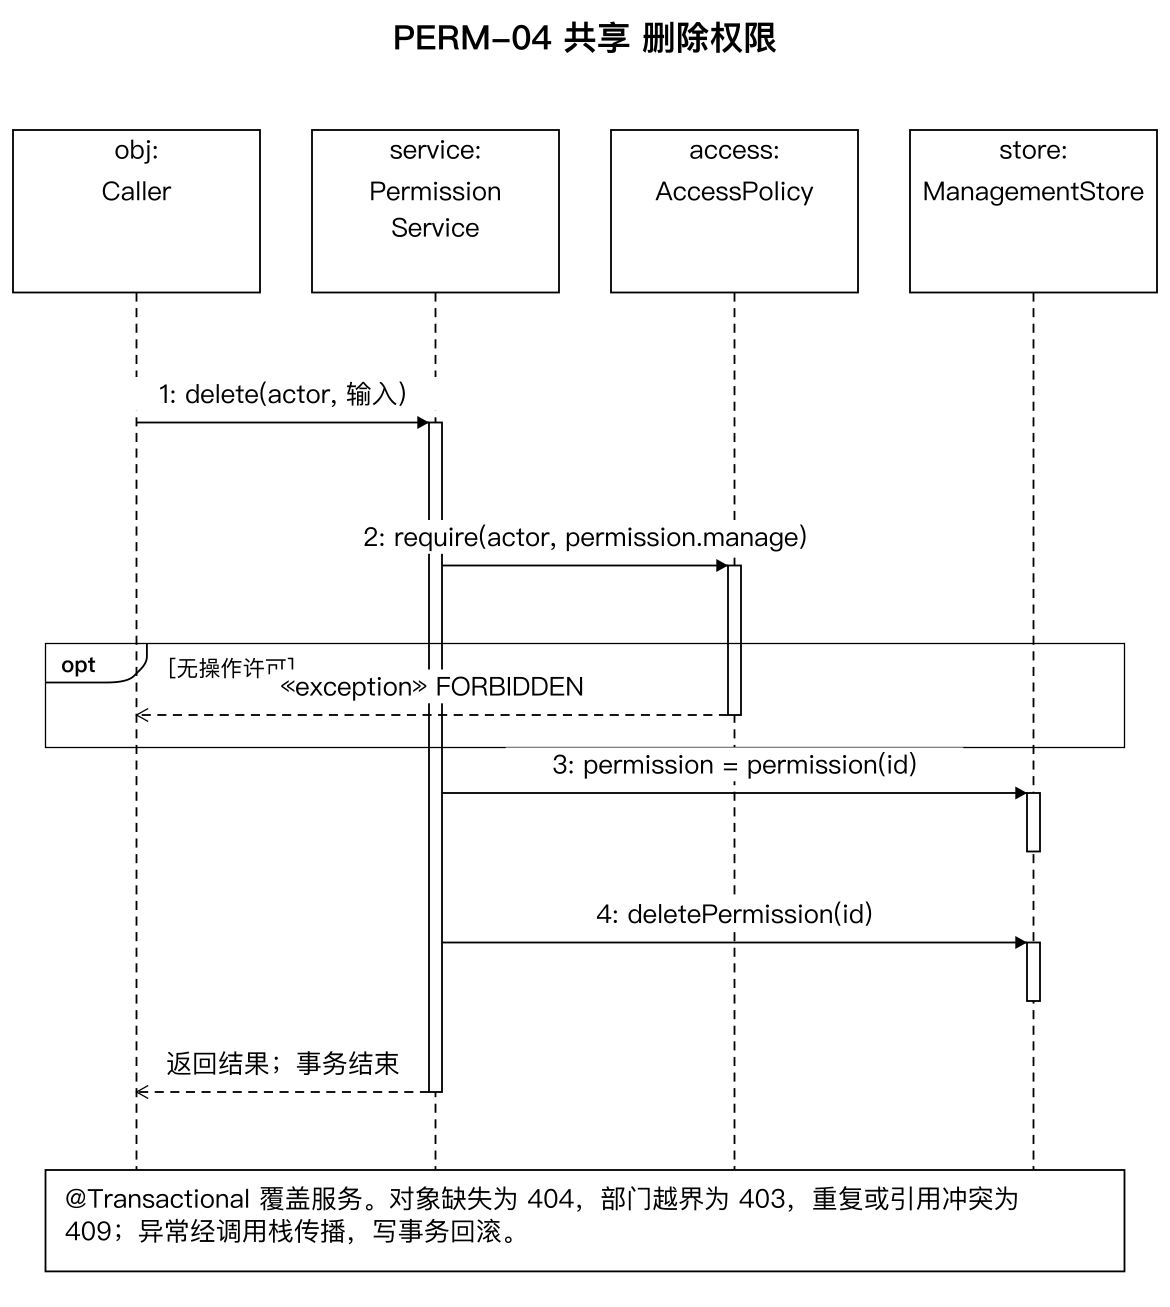 PERM-04 共享 删除权限
obj:
Caller
service:
Permission
Service
access:
AccessPolicy
store:
ManagementStore
1: delete(actor, 输入)
2: require(actor, permission.manage)
opt
[无操作许可]
«exception» FORBIDDEN
3: permission = permission(id)
4: deletePermission(id)
返回结果；事务结束
@Transactional 覆盖服务。对象缺失为 404，部门越界为 403，重复或引用冲突为
409；异常经调用栈传播，写事务回滚。